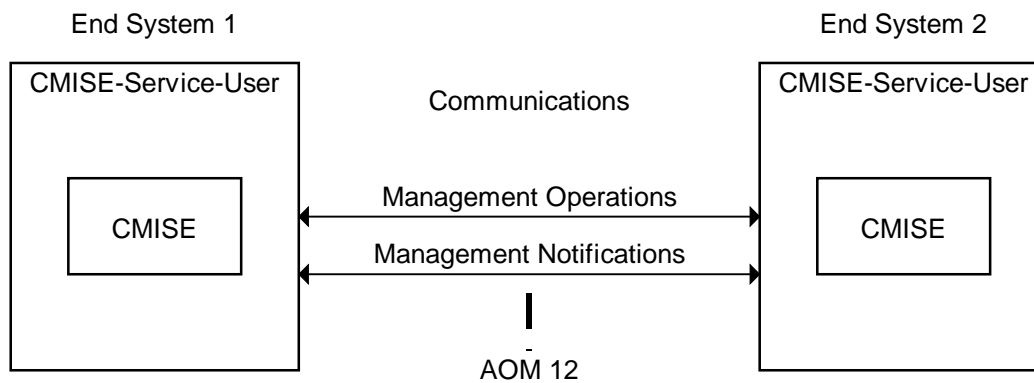 End System 1
End System 2
CMISE-Service-User
CMISE-Service-User
Communications
Management Operations
CMISE
CMISE
Management Notifications
AOM 12